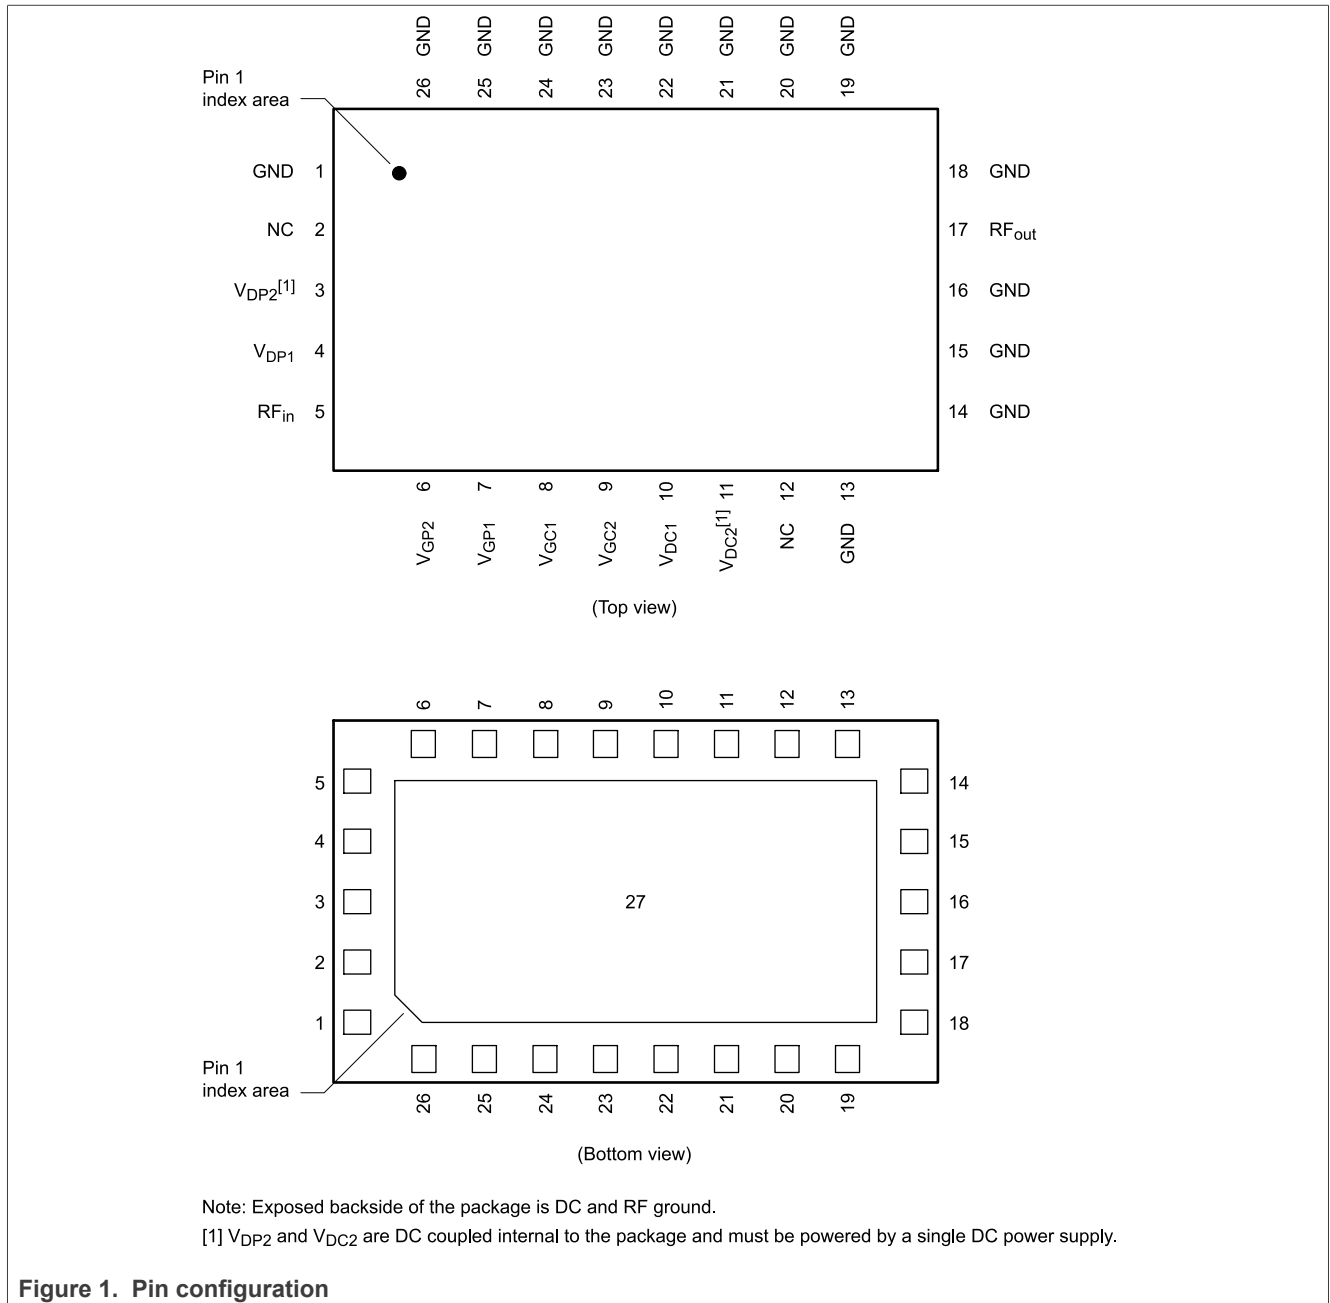 26 GND
25 GND
24 GND
23 GND
22 GND
21 GND
20 GND
19 GND
Pin 1
index area
GND 1
18 GND
NC 2
17 RFout
VDP2[1] 3
16 GND
VDP1 4
15 GND
RFin 5
14 GND
6 VGP2
7 VGP1
8 VGC1
9 VGC2
10 VDC1
11 VDC2[1]
12 NC
13 GND
(Top view)
6 7 8 9 10 11 12 13
5 14
4 15
3 27 16
2 17
1 18
Pin 1
index area
26 25 24 23 22 21 20 19
(Bottom view)
Note: Exposed backside of the package is DC and RF ground.
[1] VDP2 and VDC2 are DC coupled internal to the package and must be powered by a single DC power supply.
Figure 1. Pin configuration